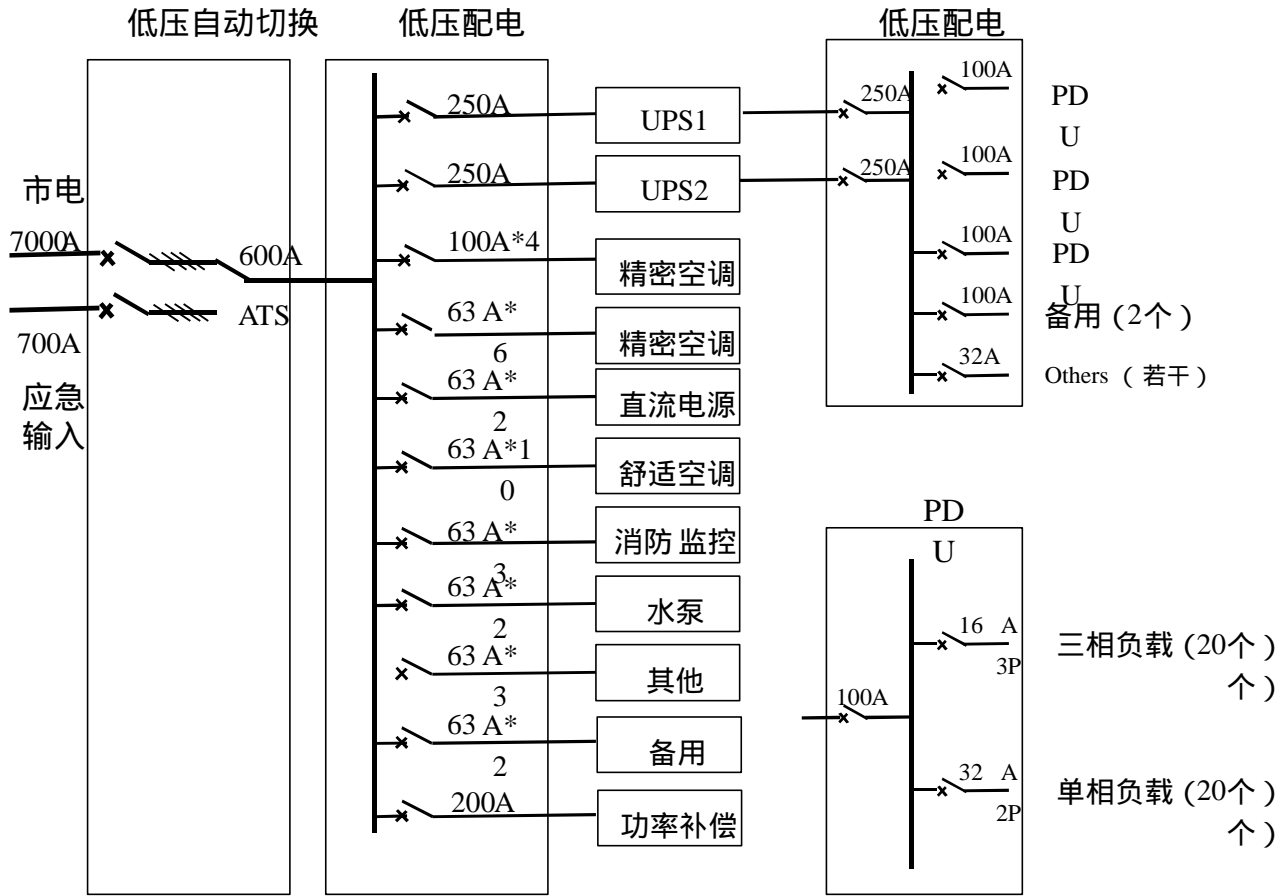 低压自动切换
低压配电
低压配电
市电
7000A
700A
应急
输入
600A
ATS
250A
UPS1
250A
UPS2
100A*4
精密空调
63 A*
6
精密空调
63 A*
2
直流电源
63 A*1
0
舒适空调
63 A*
3
消防 监控
63 A*
2
水泵
63 A*
3
其他
63 A*
2
备用
200A
功率补偿
250A
250A
100A
PD
U
100A
PD
U
100A
PD
U
100A
备用（2个）
32A
Others （ 若干）
PD
U
100A
16 A
3P
三相负载（20个）
个）
32 A
2P
单相负载（20个）
个）